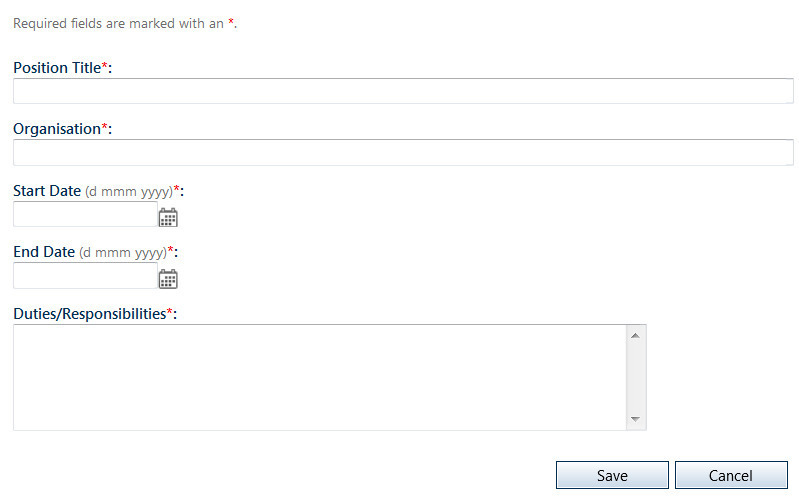 Required fields are marked with an *.
Position Title*:
Organisation*:
Start Date (d mmm yyyy)*:
End Date (d mmm yyyy)*:
Duties/Responsibilities*:
Save Cancel